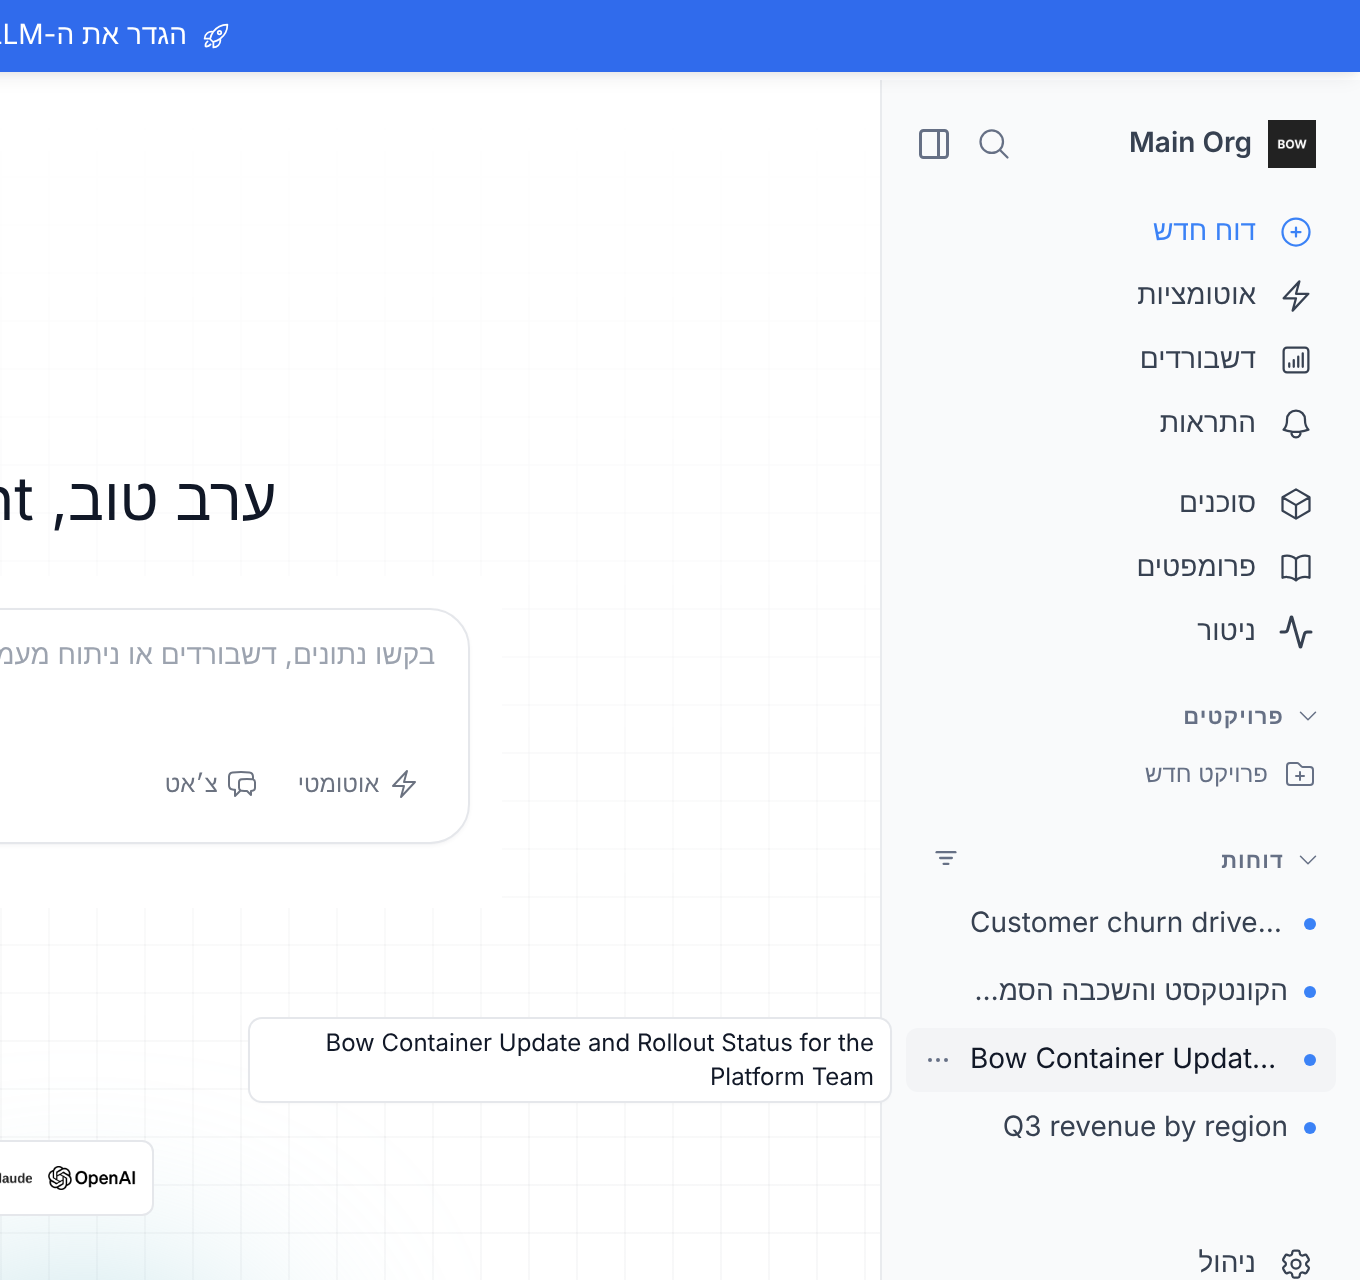 הגדר את ה-LLM
Main Org
BOW
דוח חדש
אוטומציות
דשבורדים
התראות
סוכנים
פרומפטים
ניטור
פרויקטים
פרויקט חדש
דוחות
Customer churn drive...
הקונטקסט והשכבה הסמ...
Bow Container Updat...
Q3 revenue by region
ניהול
ערב טוב,
בקשו נתונים, דשבורדים או ניתוח
אוטומטי
צ׳אט
Bow Container Update and Rollout Status for the
Platform Team
OpenAI